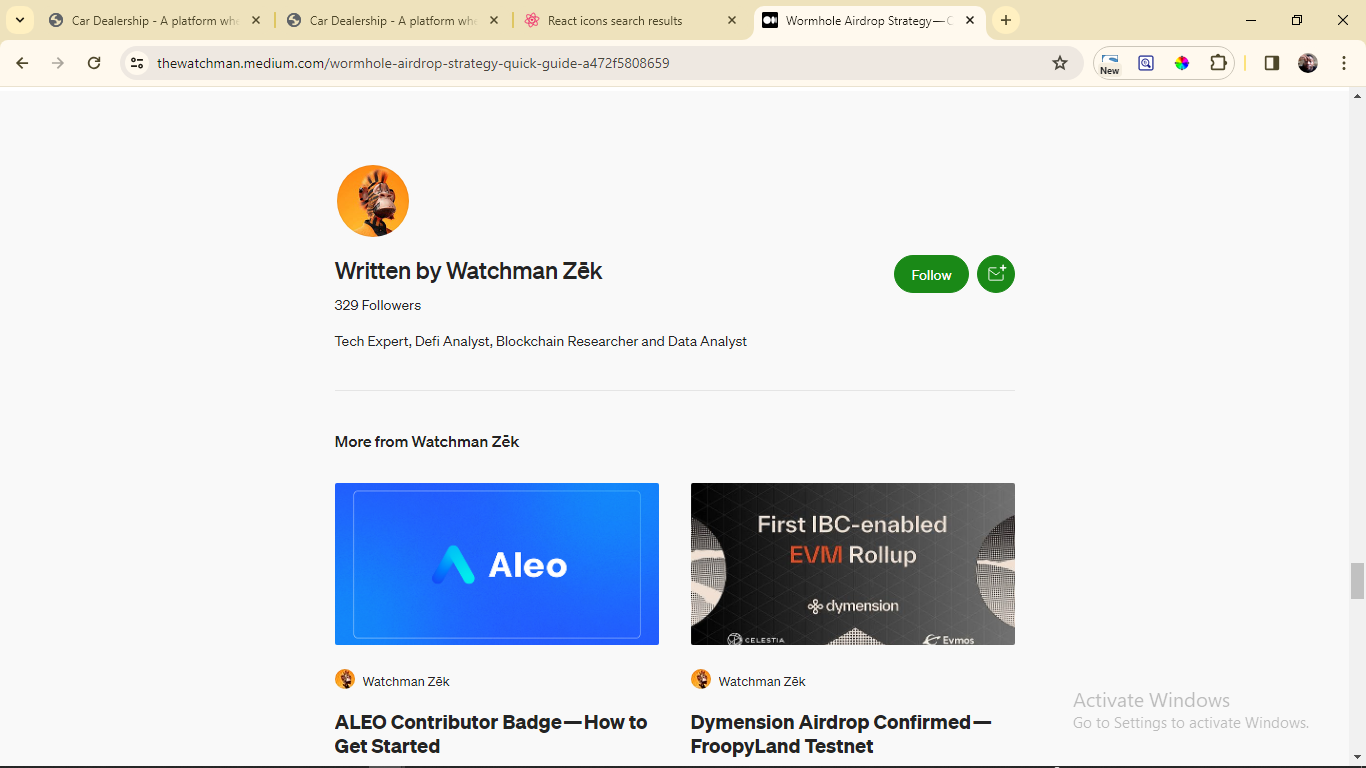 Car Dealership - A platform whe
Car Dealership - A platform whe
React icons search results
Wormhole Airdrop Strategy — C
thewatchman.medium.com/wormhole-airdrop-strategy-quick-guide-a472f5808659
New
Written by Watchman Zēk
Follow
329 Followers
Tech Expert, Defi Analyst, Blockchain Researcher and Data Analyst
More from Watchman Zēk
Aleo
First IBC-enabled
EVM Rollup
dymension
CELESTIA
Evmos
Watchman Zēk
Watchman Zēk
ALEO Contributor Badge — How to
Get Started
Dymension Airdrop Confirmed —
FroopyLand Testnet
Activate Windows
Go to Settings to activate Windows.